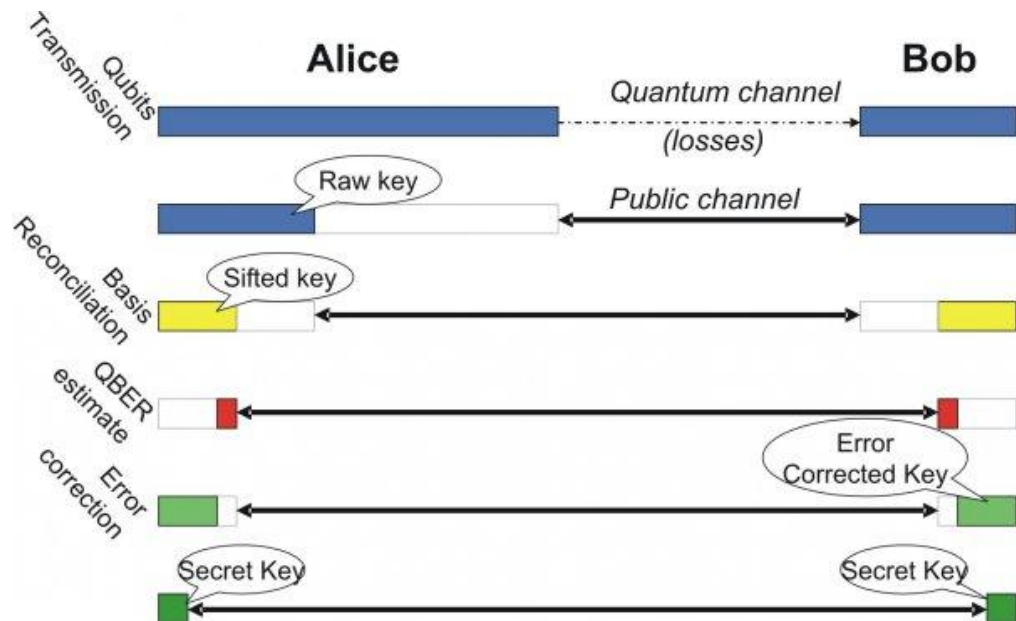 Alice
Bob
Qubits
Transmission
Quantum channel
(losses)
Raw key
Public channel
Basis
Reconciliation
Sifted key
QBER
estimate
Error
correction
Error
Corrected Key
Secret Key
Secret Key